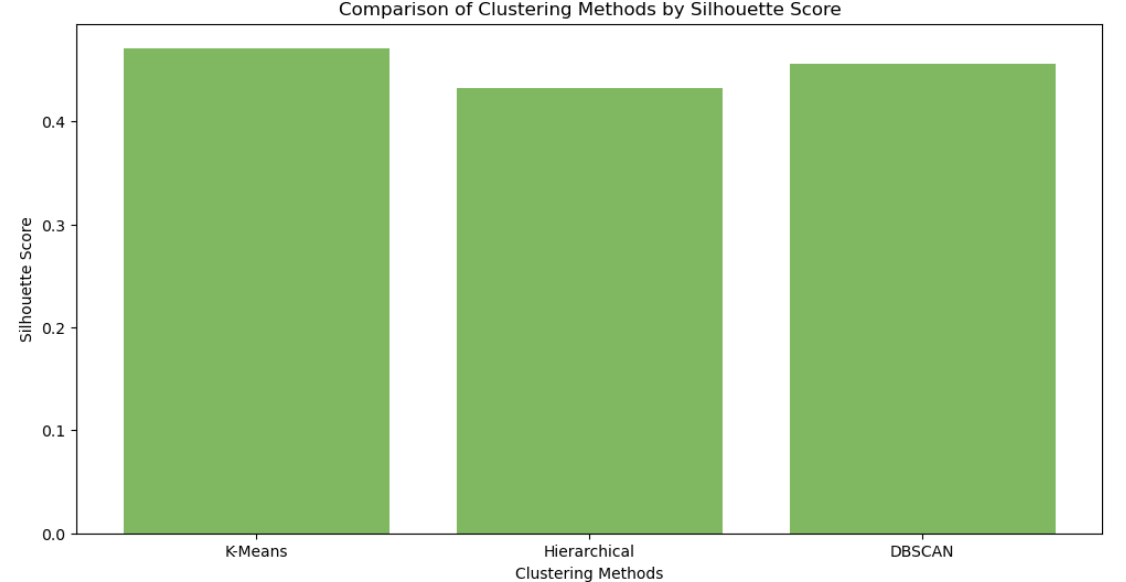 Comparison of Clustering Methods by Silhouette Score
Silhouette Score
0.4
0.3
0.2
0.1
0.0
K-Means
Hierarchical
DBSCAN
Clustering Methods